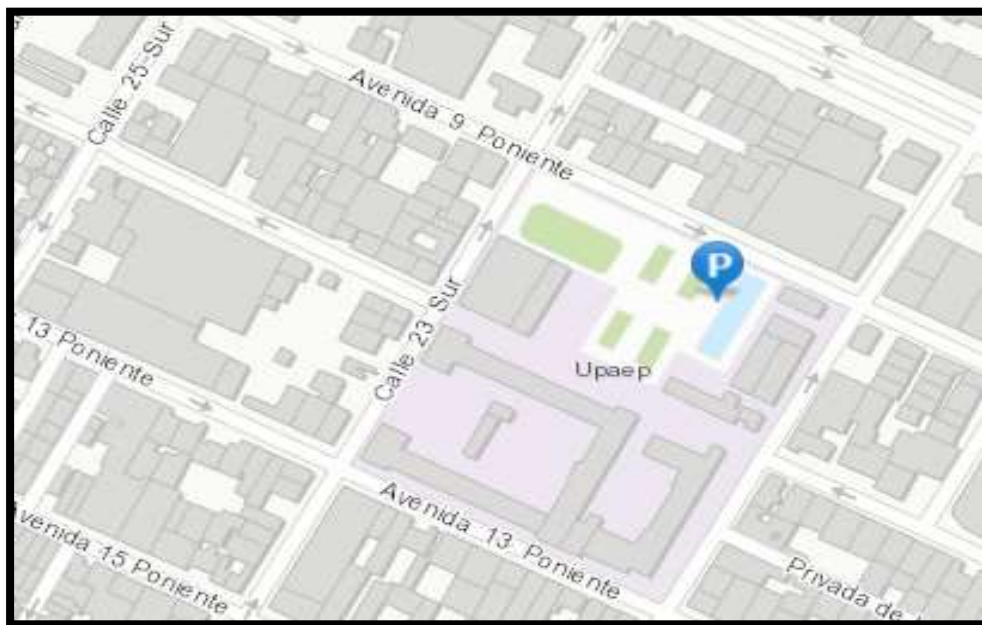 Calle 25 Sur
Avenida 9 Poniente
P
Calle 23 Sur
13 Poniente
Upaep
Avenida 13 Poniente
Avenida 15 Poniente
Privada de